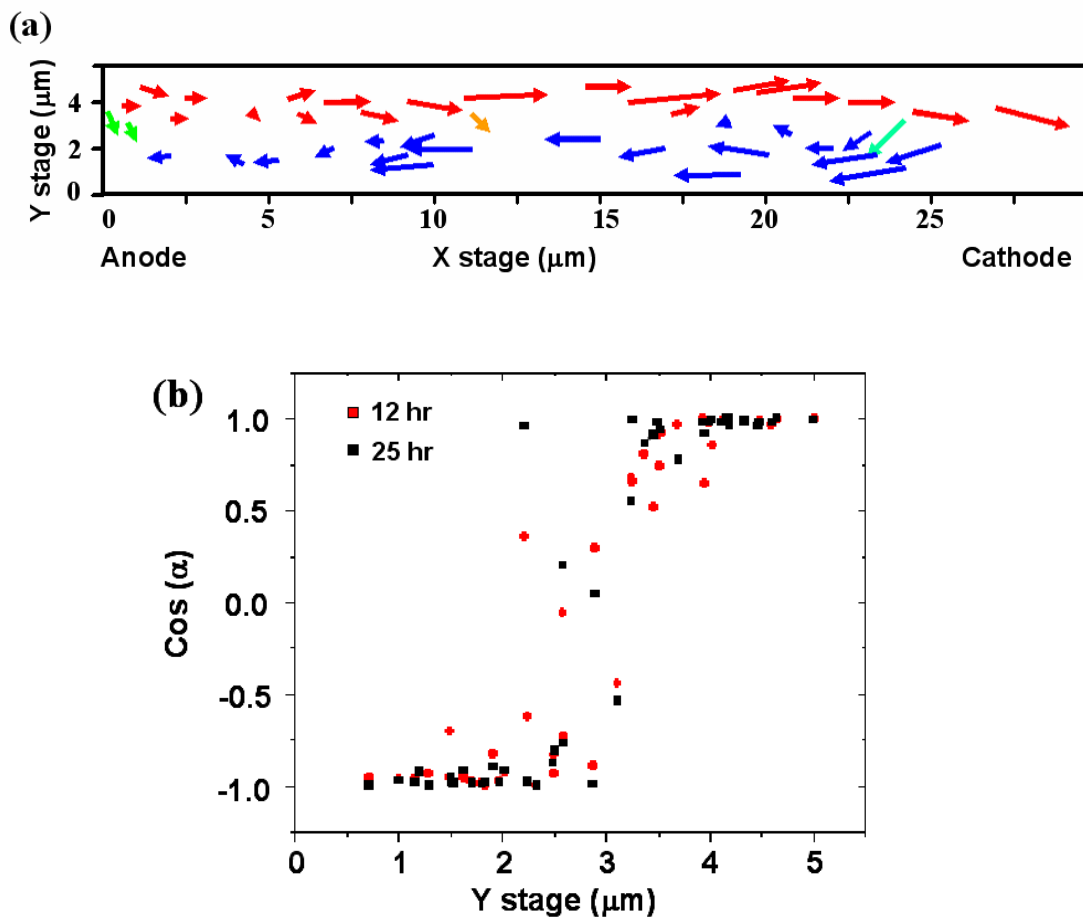 (a)
Y stage (μm)
4
2
0
0 5 10 15 20 25
Anode X stage (μm) Cathode
(b)
12 hr
25 hr
Cos (α)
1.0
0.5
0.0
-0.5
-1.0
0 1 2 3 4 5
Y stage (μm)